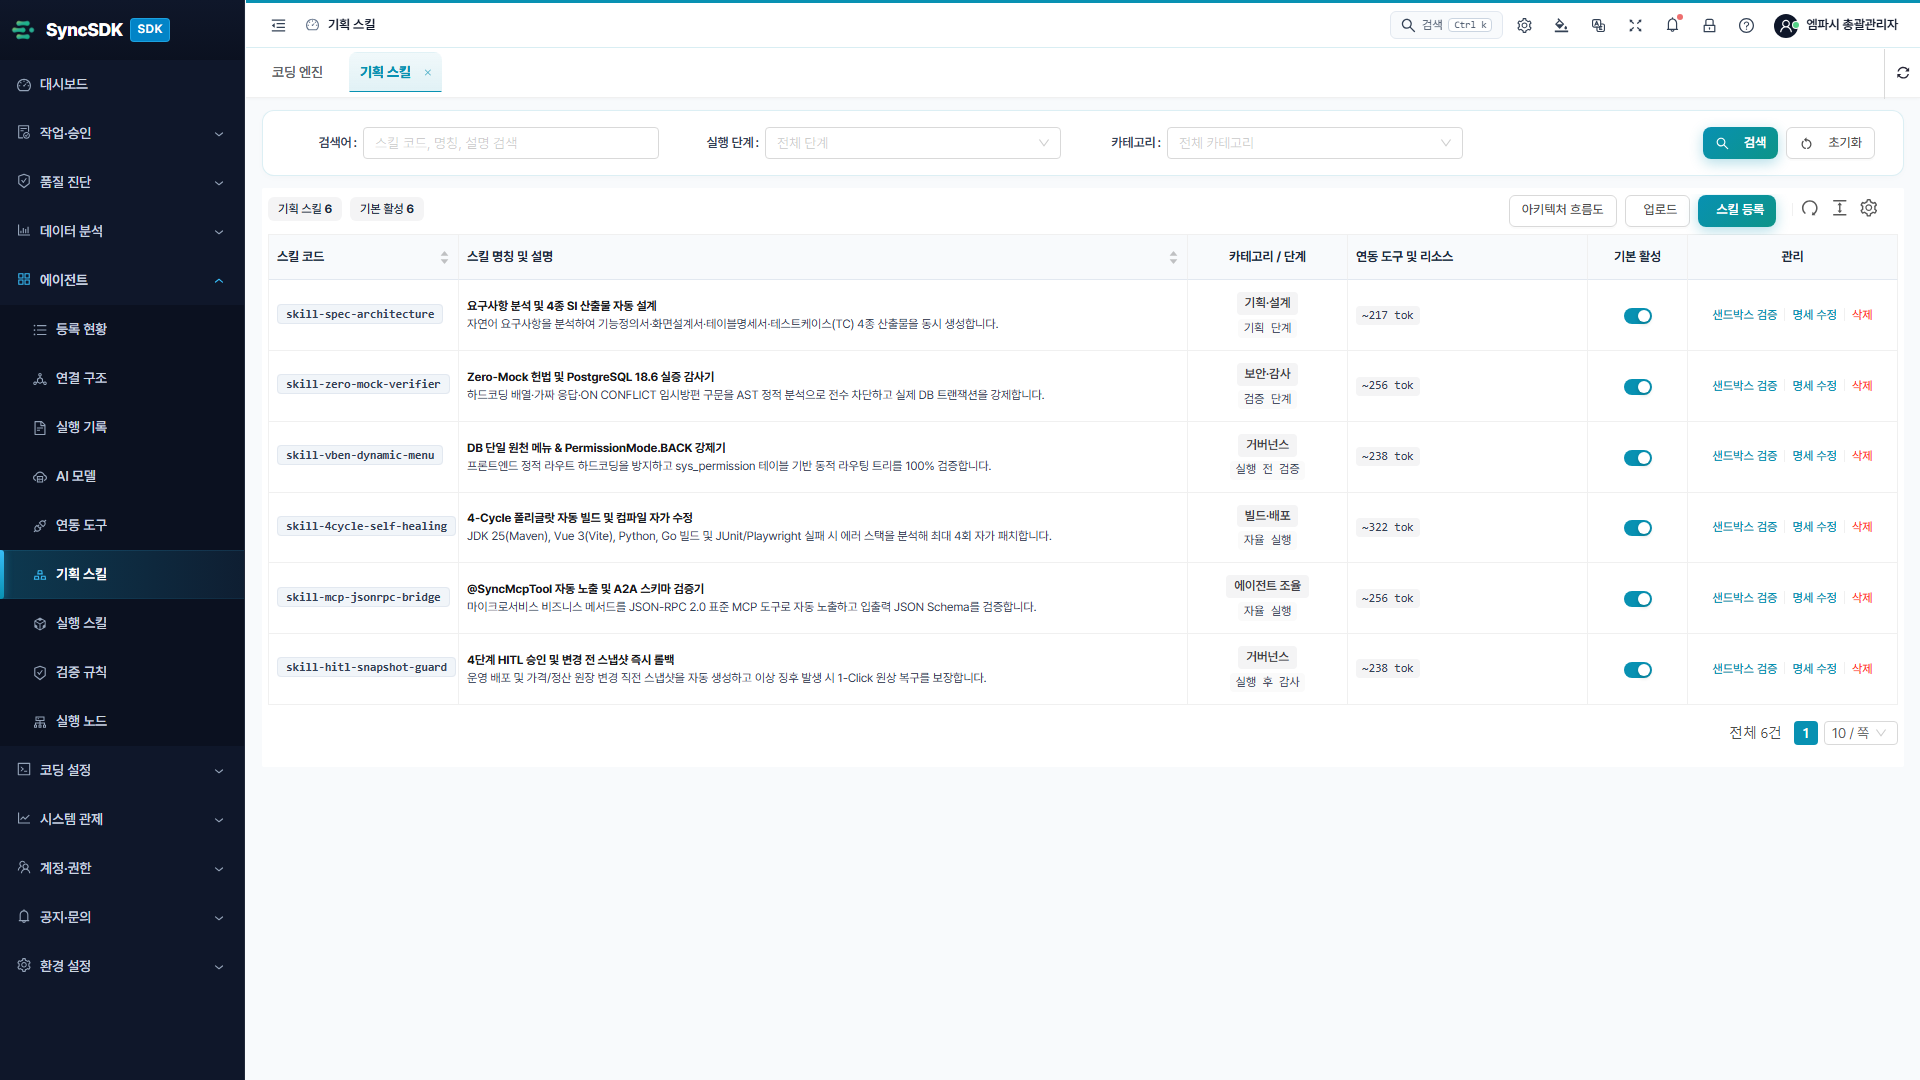 SyncSDK SDK
대시보드
작업·승인
품질 진단
데이터 분석
에이전트
등록 현황
연결 구조
실행 기록
AI 모델
연동 도구
기획 스킬
실행 스킬
검증 규칙
실행 노드
코딩 설정
시스템 관제
계정·권한
공지·문의
환경 설정
기획 스킬
검색 Ctrl k
엠파시 총괄관리자
코딩 엔진
기획 스킬 ×
검색어 : 스킬 코드, 명칭, 설명 검색
실행 단계 : 전체 단계
카테고리 : 전체 카테고리
검색
초기화
기획 스킬 6
기본 활성 6
아키텍처 흐름도
업로드
스킬 등록
스킬 코드
스킬 명칭 및 설명
카테고리 / 단계
연동 도구 및 리소스
기본 활성
관리
skill-spec-architecture
요구사항 분석 및 4종 SI 산출물 자동 설계
자연어 요구사항을 분석하여 기능정의서·화면설계서·테이블명세서·테스트케이스(TC) 4종 산출물을 동시 생성합니다.
기획·설계
기획 단계
~217 tok
샌드박스 검증 명세 수정 삭제
skill-zero-mock-verifier
Zero-Mock 헌법 및 PostgreSQL 18.6 실증 감사기
하드코딩 배열·가짜 응답·ON CONFLICT 임시방편 구문을 AST 정적 분석으로 전수 차단하고 실제 DB 트랜잭션을 강제합니다.
보안·감사
검증 단계
~256 tok
샌드박스 검증 명세 수정 삭제
skill-vben-dynamic-menu
DB 단일 원천 메뉴 & PermissionMode.BACK 강제기
프론트엔드 정적 라우트 하드코딩을 방지하고 sys_permission 테이블 기반 동적 라우팅 트리를 100% 검증합니다.
거버넌스
실행 전 검증
~238 tok
샌드박스 검증 명세 수정 삭제
skill-4cycle-self-healing
4-Cycle 폴리글랏 자동 빌드 및 컴파일 자가 수정
JDK 25(Maven), Vue 3(Vite), Python, Go 빌드 및 JUnit/Playwright 실패 시 에러 스택을 분석해 최대 4회 자가 패치합니다.
빌드·배포
자율 실행
~322 tok
샌드박스 검증 명세 수정 삭제
skill-mcp-jsonrpc-bridge
@SyncMcpTool 자동 노출 및 A2A 스키마 검증기
마이크로서비스 비즈니스 메서드를 JSON-RPC 2.0 표준 MCP 도구로 자동 노출하고 입출력 JSON Schema를 검증합니다.
에이전트 조율
자율 실행
~256 tok
샌드박스 검증 명세 수정 삭제
skill-hitl-snapshot-guard
4단계 HITL 승인 및 변경 전 스냅샷 즉시 롤백
운영 배포 및 가격/정산 원장 변경 직전 스냅샷을 자동 생성하고 이상 징후 발생 시 1-Click 원상 복구를 보장합니다.
거버넌스
실행 후 감사
~238 tok
샌드박스 검증 명세 수정 삭제
전체 6건 1 10 / 쪽